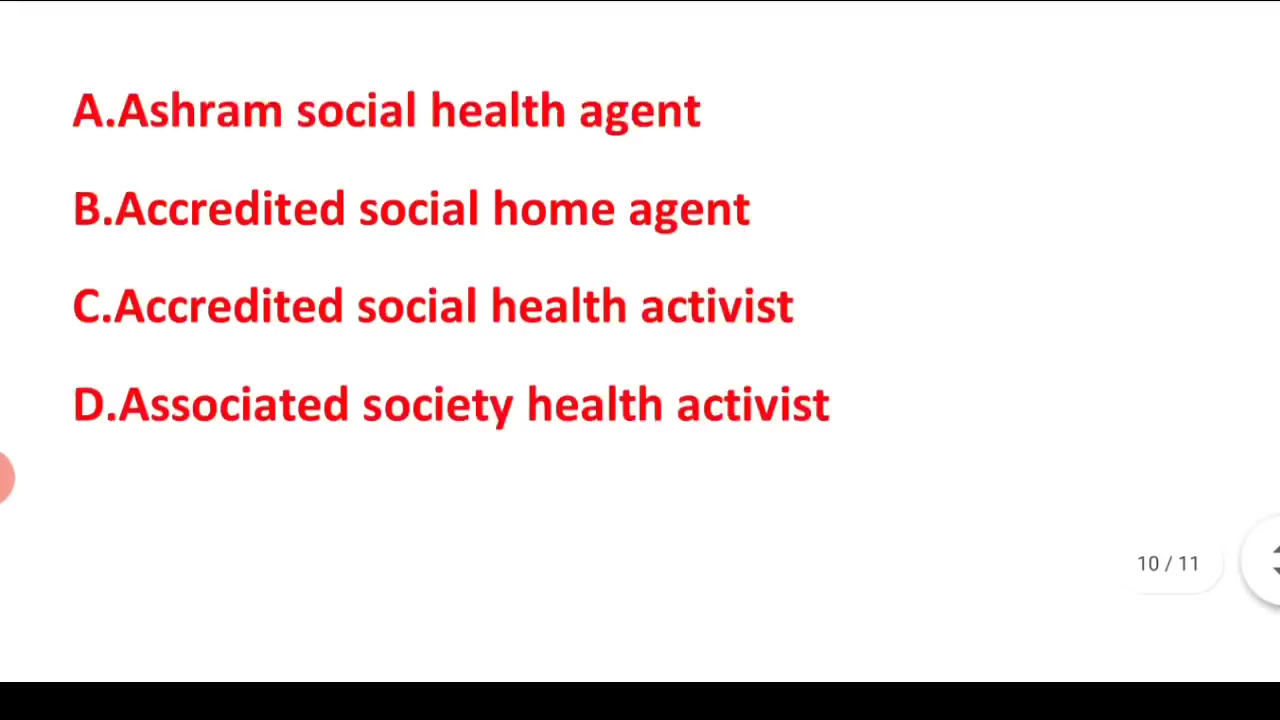 A.Ashram social health agent
B.Accredited social home agent
C.Accredited social health activist
D.Associated society health activist
10 / 11